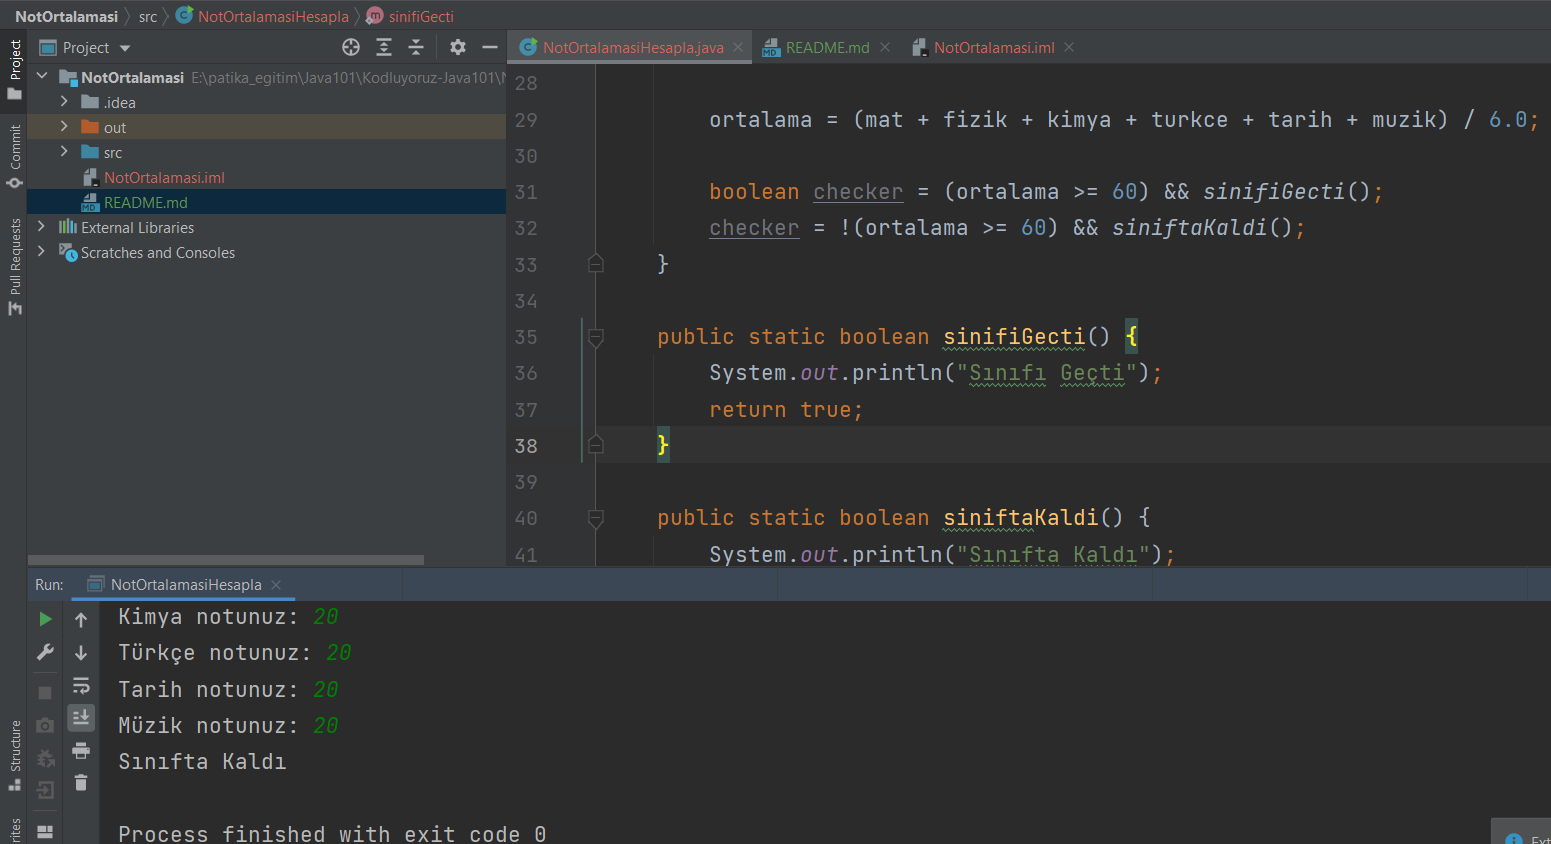 NotOrtalamasi
src
NotOrtalamasiHesapla
sinifiGecti
Project
Project
NotOrtalamasiHesapla.java
README.md
NotOrtalamasi.iml
NotOrtalamasi E:\patika_egitim\Java101\Kodluyoruz-Java101\
.idea
out
src
NotOrtalamasi.iml
README.md
External Libraries
Scratches and Consoles
Commit
Pull Requests
Structure
28
29 ortalama = (mat + fizik + kimya + turkce + tarih + muzik) / 6.0;
30
31 boolean checker = (ortalama >= 60) && sinifiGecti();
32 checker = !(ortalama >= 60) && siniftaKaldi();
33 }
34
35 public static boolean sinifiGecti() {
36 System.out.println("Sınıfı Geçti");
37 return true;
38 }
39
40 public static boolean siniftaKaldi() {
41 System.out.println("Sınıfta Kaldı");
Run: NotOrtalamasiHesapla
Kimya notunuz: 20
Türkçe notunuz: 20
Tarih notunuz: 20
Müzik notunuz: 20
Sınıfta Kaldı
Process finished with exit code 0